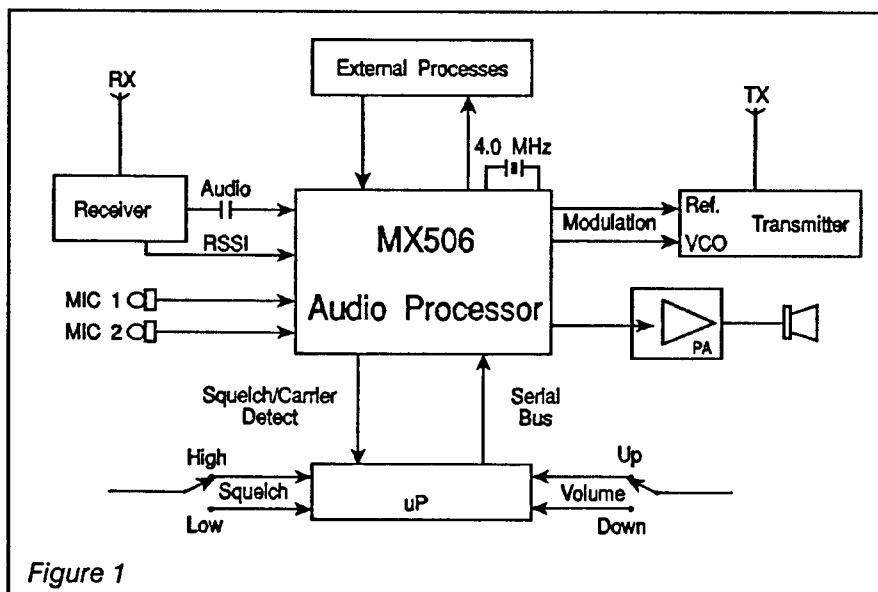 RX
External Processes
TX
4.0 MHz
Receiver
Audio
RSSI
MX506
Audio Processor
Modulation
Ref.
VCO
Transmitter
MIC 1
MIC 2
PA
Squelch/Carrier
Detect
Serial
Bus
High
Squelch
Low
uP
Up
Volume
Down
Figure 1